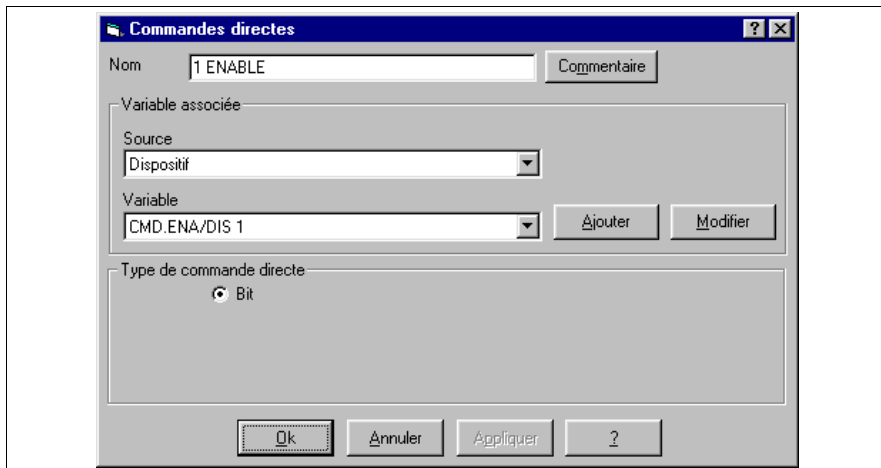 Commandes directes
Nom 1 ENABLE Commentaire
Variable associée
Source
Dispositif
Variable
CMD.ENA/DIS 1 Ajouter Modifier
Type de commande directe
Bit
Ok Annuler Appliquer ?